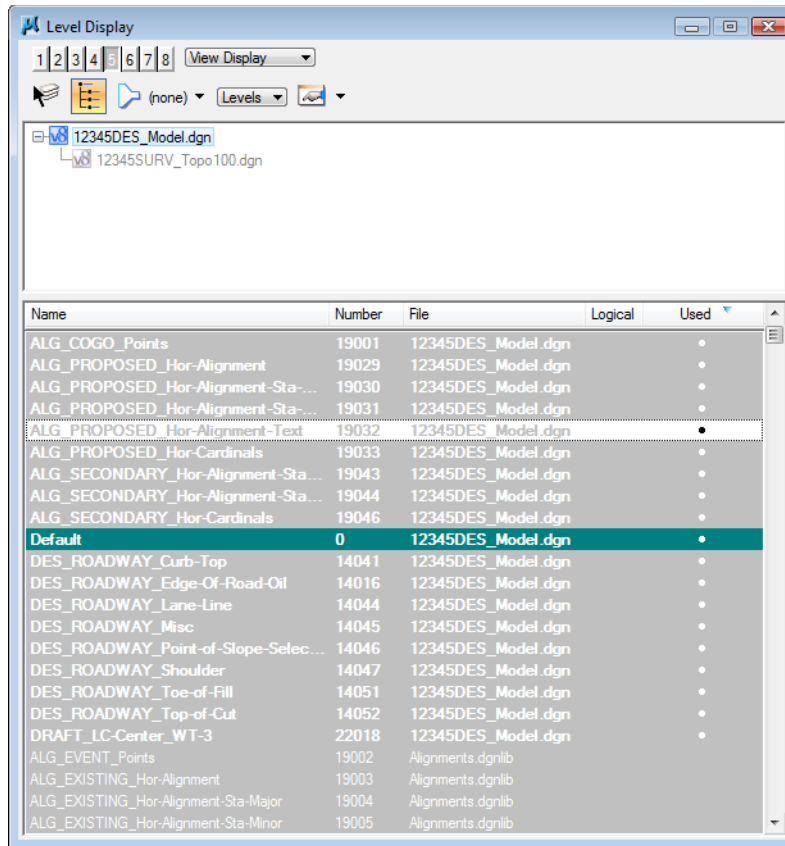 Level Display
1 2 3 4 5 6 7 8 View Display
(none) Levels
12345DES_Model.dgn
12345SURV_Topo100.dgn
Name Number File Logical Used
ALG_COGO_Points 19001 12345DES_Model.dgn
ALG_PROPOSED_Hor-Alignment 19029 12345DES_Model.dgn
ALG_PROPOSED_Hor-Alignment-Sta-... 19030 12345DES_Model.dgn
ALG_PROPOSED_Hor-Alignment-Sta-... 19031 12345DES_Model.dgn
ALG_PROPOSED_Hor-Alignment-Text 19032 12345DES_Model.dgn
ALG_PROPOSED_Hor-Cardinals 19033 12345DES_Model.dgn
ALG_SECONDARY_Hor-Alignment-Sta... 19043 12345DES_Model.dgn
ALG_SECONDARY_Hor-Alignment-Sta... 19044 12345DES_Model.dgn
ALG_SECONDARY_Hor-Cardinals 19046 12345DES_Model.dgn
Default 0 12345DES_Model.dgn
DES_ROADWAY_Curb-Top 14041 12345DES_Model.dgn
DES_ROADWAY_Edge-Of-Road-Oil 14016 12345DES_Model.dgn
DES_ROADWAY_Lane-Line 14044 12345DES_Model.dgn
DES_ROADWAY_Misc 14045 12345DES_Model.dgn
DES_ROADWAY_Point-of-Slope-Selec... 14046 12345DES_Model.dgn
DES_ROADWAY_Shoulder 14047 12345DES_Model.dgn
DES_ROADWAY_Toe-of-Fill 14051 12345DES_Model.dgn
DES_ROADWAY_Top-of-Cut 14052 12345DES_Model.dgn
DRAFT_LC-Center_WT-3 22018 12345DES_Model.dgn
ALG_EVENT_Points 19002 Alignments.dgnlib
ALG_EXISTING_Hor-Alignment 19003 Alignments.dgnlib
ALG_EXISTING_Hor-Alignment-Sta-Major 19004 Alignments.dgnlib
ALG_EXISTING_Hor-Alignment-Sta-Minor 19005 Alignments.dgnlib